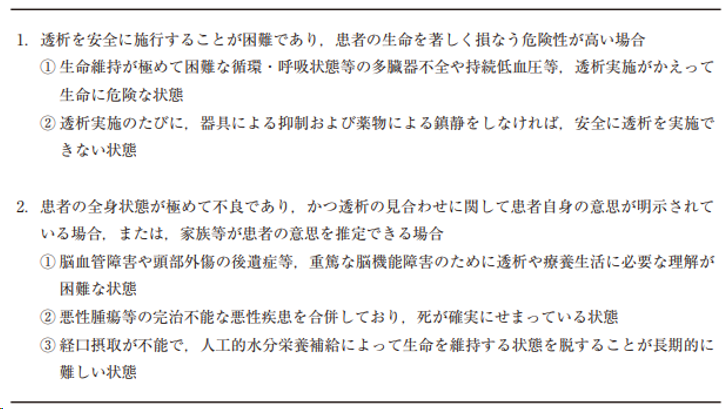 1．透析を安全に施行することが困難であり，患者の生命を著しく損なう危険性が高い場合
① 生命維持が極めて困難な循環・呼吸状態等の多臓器不全や持続低血圧等，透析実施がかえって
生命に危険な状態
② 透析実施のたびに，器具による抑制および薬物による鎮静をしなければ，安全に透析を実施で
きない状態
2．患者の全身状態が極めて不良であり，かつ透析の見合わせに関して患者自身の意思が明示されて
いる場合，または，家族等が患者の意思を推定できる場合
① 脳血管障害や頭部外傷の後遺症等，重篤な脳機能障害のために透析や療養生活に必要な理解が
困難な状態
② 悪性腫瘍等の完治不能な悪性疾患を合併しており，死が確実にせまっている状態
③ 経口摂取が不能で，人工的水分栄養補給によって生命を維持する状態を脱することが長期的に
難しい状態